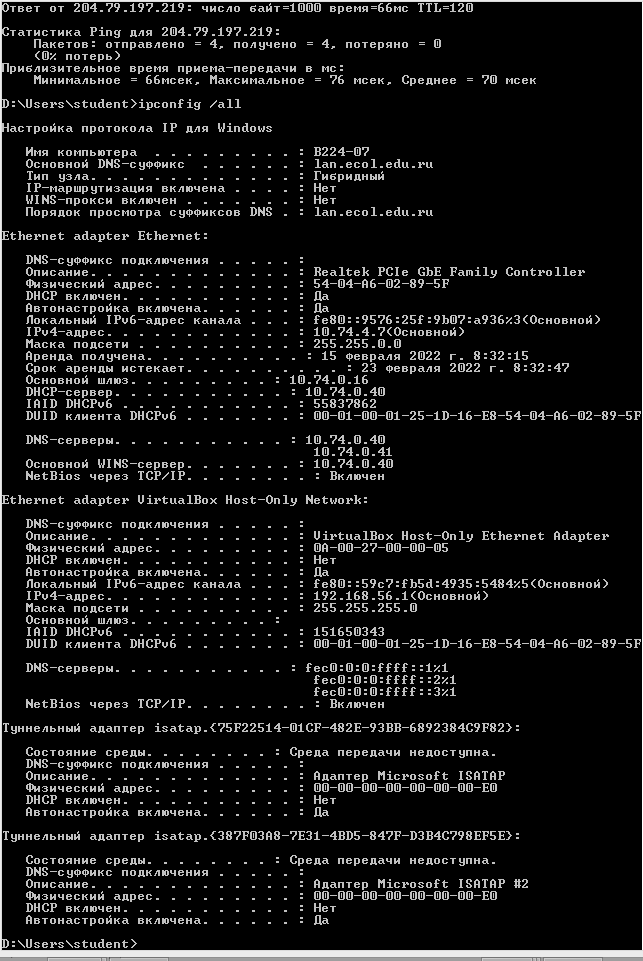 Ответ от 204.79.197.219: число байт=1000 время=66мс TTL=120
Статистика Ping для 204.79.197.219:
Пакетов: отправлено = 4, получено = 4, потеряно = 0
(0% потерь)
Приблизительное время приема-передачи в мс:
Минимальное = 66мсек, Максимальное = 76 мсек, Среднее = 70 мсек
D:\Users\student>ipconfig /all
Настройка протокола IP для Windows
Имя компьютера . . . . . . . . . : B224-07
Основной DNS-суффикс . . . . . . : lan.ecol.edu.ru
Тип узла. . . . . . . . . . . . . : Гибридный
IP-маршрутизация включена . . . . : Нет
WINS-прокси включен . . . . . . . : Нет
Порядок просмотра суффиксов DNS . : lan.ecol.edu.ru
Ethernet adapter Ethernet:
DNS-суффикс подключения . . . . . :
Описание. . . . . . . . . . . . . : Realtek PCIe GbE Family Controller
Физический адрес. . . . . . . . . : 54-04-A6-02-89-5F
DHCP включен. . . . . . . . . . . : Да
Автонастройка включена. . . . . . : Да
Локальный IPv6-адрес канала . . . : fe80::9576:25f:9b07:a936%3(Основной)
IPv4-адрес. . . . . . . . . . . . : 10.74.4.7(Основной)
Маска подсети . . . . . . . . . . : 255.255.0.0
Аренда получена. . . . . . . . . . : 15 февраля 2022 г. 8:32:15
Срок аренды истекает. . . . . . . . . . : 23 февраля 2022 г. 8:32:47
Основной шлюз. . . . . . . . . : 10.74.0.16
DHCP-сервер. . . . . . . . . . . : 10.74.0.40
IAID DHCPv6 . . . . . . . . . . . : 55837862
DUID клиента DHCPv6 . . . . . . . : 00-01-00-01-25-1D-16-E8-54-04-A6-02-89-5F
DNS-серверы. . . . . . . . . . . : 10.74.0.40
10.74.0.41
Основной WINS-сервер. . . . . . . : 10.74.0.40
NetBios через TCP/IP. . . . . . . . : Включен
Ethernet adapter VirtualBox Host-Only Network:
DNS-суффикс подключения . . . . . :
Описание. . . . . . . . . . . . . : VirtualBox Host-Only Ethernet Adapter
Физический адрес. . . . . . . . . : 0A-00-27-00-00-05
DHCP включен. . . . . . . . . . . : Нет
Автонастройка включена. . . . . . : Да
Локальный IPv6-адрес канала . . . : fe80::59c7:fb5d:4935:5484%5(Основной)
IPv4-адрес. . . . . . . . . . . . : 192.168.56.1(Основной)
Маска подсети . . . . . . . . . . : 255.255.255.0
Основной шлюз. . . . . . . . . :
IAID DHCPv6 . . . . . . . . . . . : 151650343
DUID клиента DHCPv6 . . . . . . . : 00-01-00-01-25-1D-16-E8-54-04-A6-02-89-5F
DNS-серверы. . . . . . . . . . . : fec0:0:0:ffff::1%1
fec0:0:0:ffff::2%1
fec0:0:0:ffff::3%1
NetBios через TCP/IP. . . . . . . . : Включен
Туннельный адаптер isatap.{75F22514-01CF-482E-93BB-6892384C9F82}:
Состояние среды. . . . . . . . : Среда передачи недоступна.
DNS-суффикс подключения . . . . . :
Описание. . . . . . . . . . . . . : Адаптер Microsoft ISATAP
Физический адрес. . . . . . . . . : 00-00-00-00-00-00-00-E0
DHCP включен. . . . . . . . . . . : Нет
Автонастройка включена. . . . . . : Да
Туннельный адаптер isatap.{387F03A8-7E31-4BD5-847F-D3B4C798EF5E}:
Состояние среды. . . . . . . . : Среда передачи недоступна.
DNS-суффикс подключения . . . . . :
Описание. . . . . . . . . . . . . : Адаптер Microsoft ISATAP #2
Физический адрес. . . . . . . . . : 00-00-00-00-00-00-00-E0
DHCP включен. . . . . . . . . . . : Нет
Автонастройка включена. . . . . . : Да
D:\Users\student>